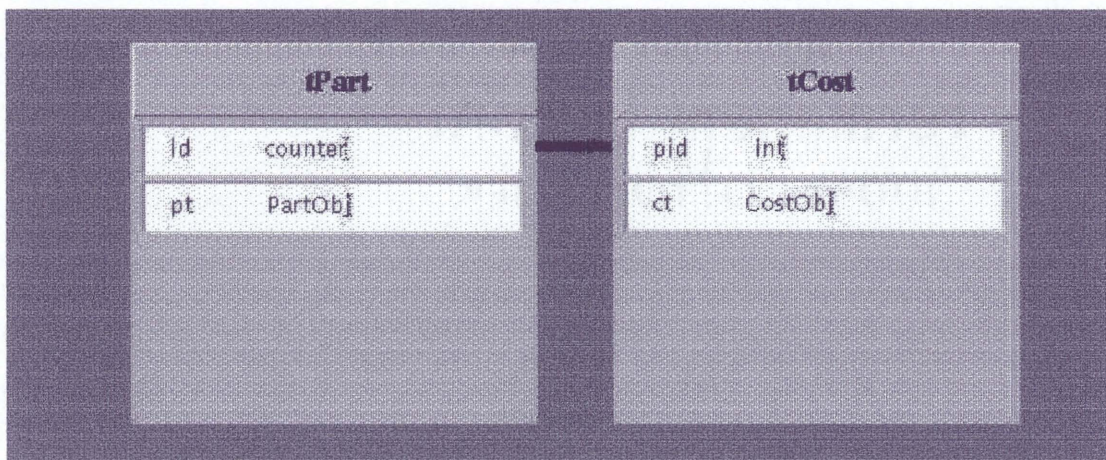 tPart
id counter
pt PartObj
tCost
pid int
ct CostObj